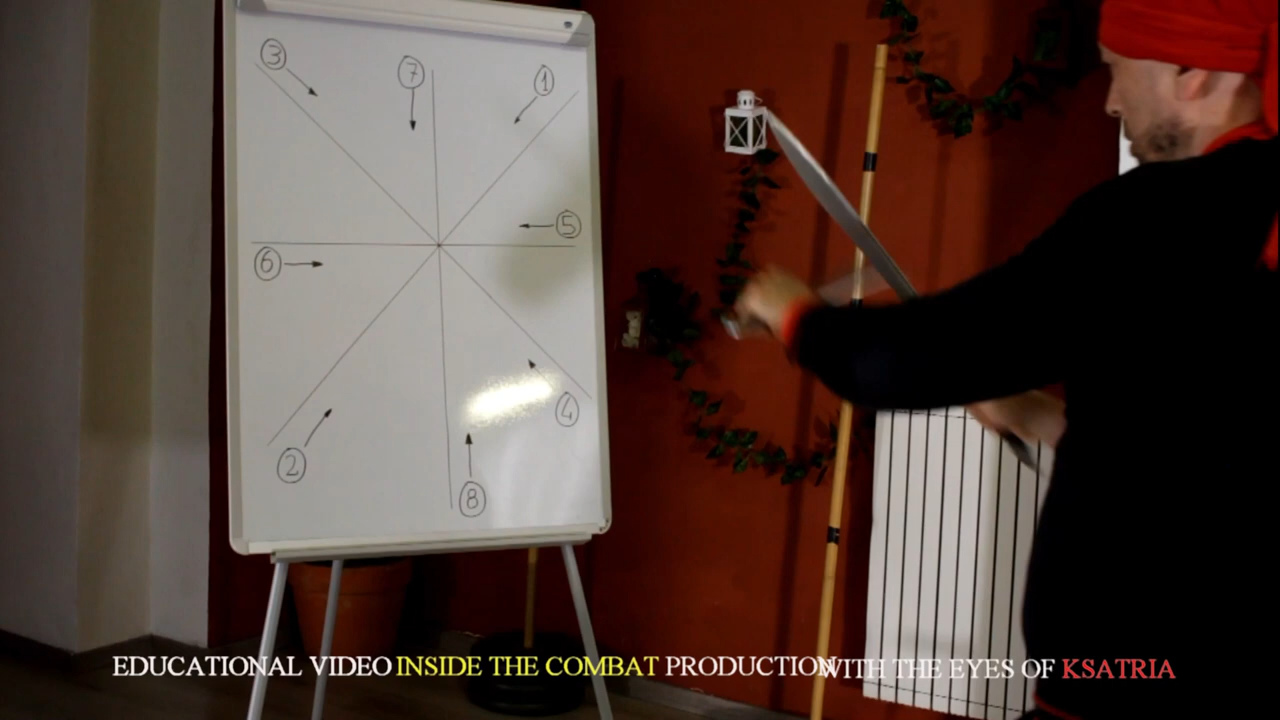 3 7 1
5
6
4
2
8
EDUCATIONAL VIDEO INSIDE THE COMBAT PRODUCTION WITH THE EYES OF KSATRIA